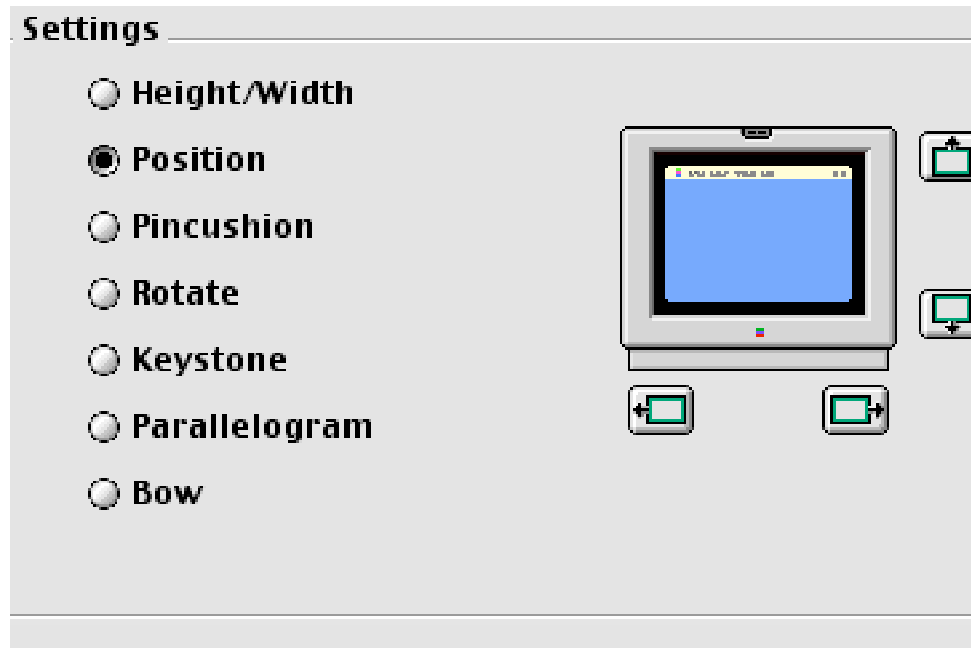 Settings
Height/Width
Position
Pincushion
Rotate
Keystone
Parallelogram
Bow